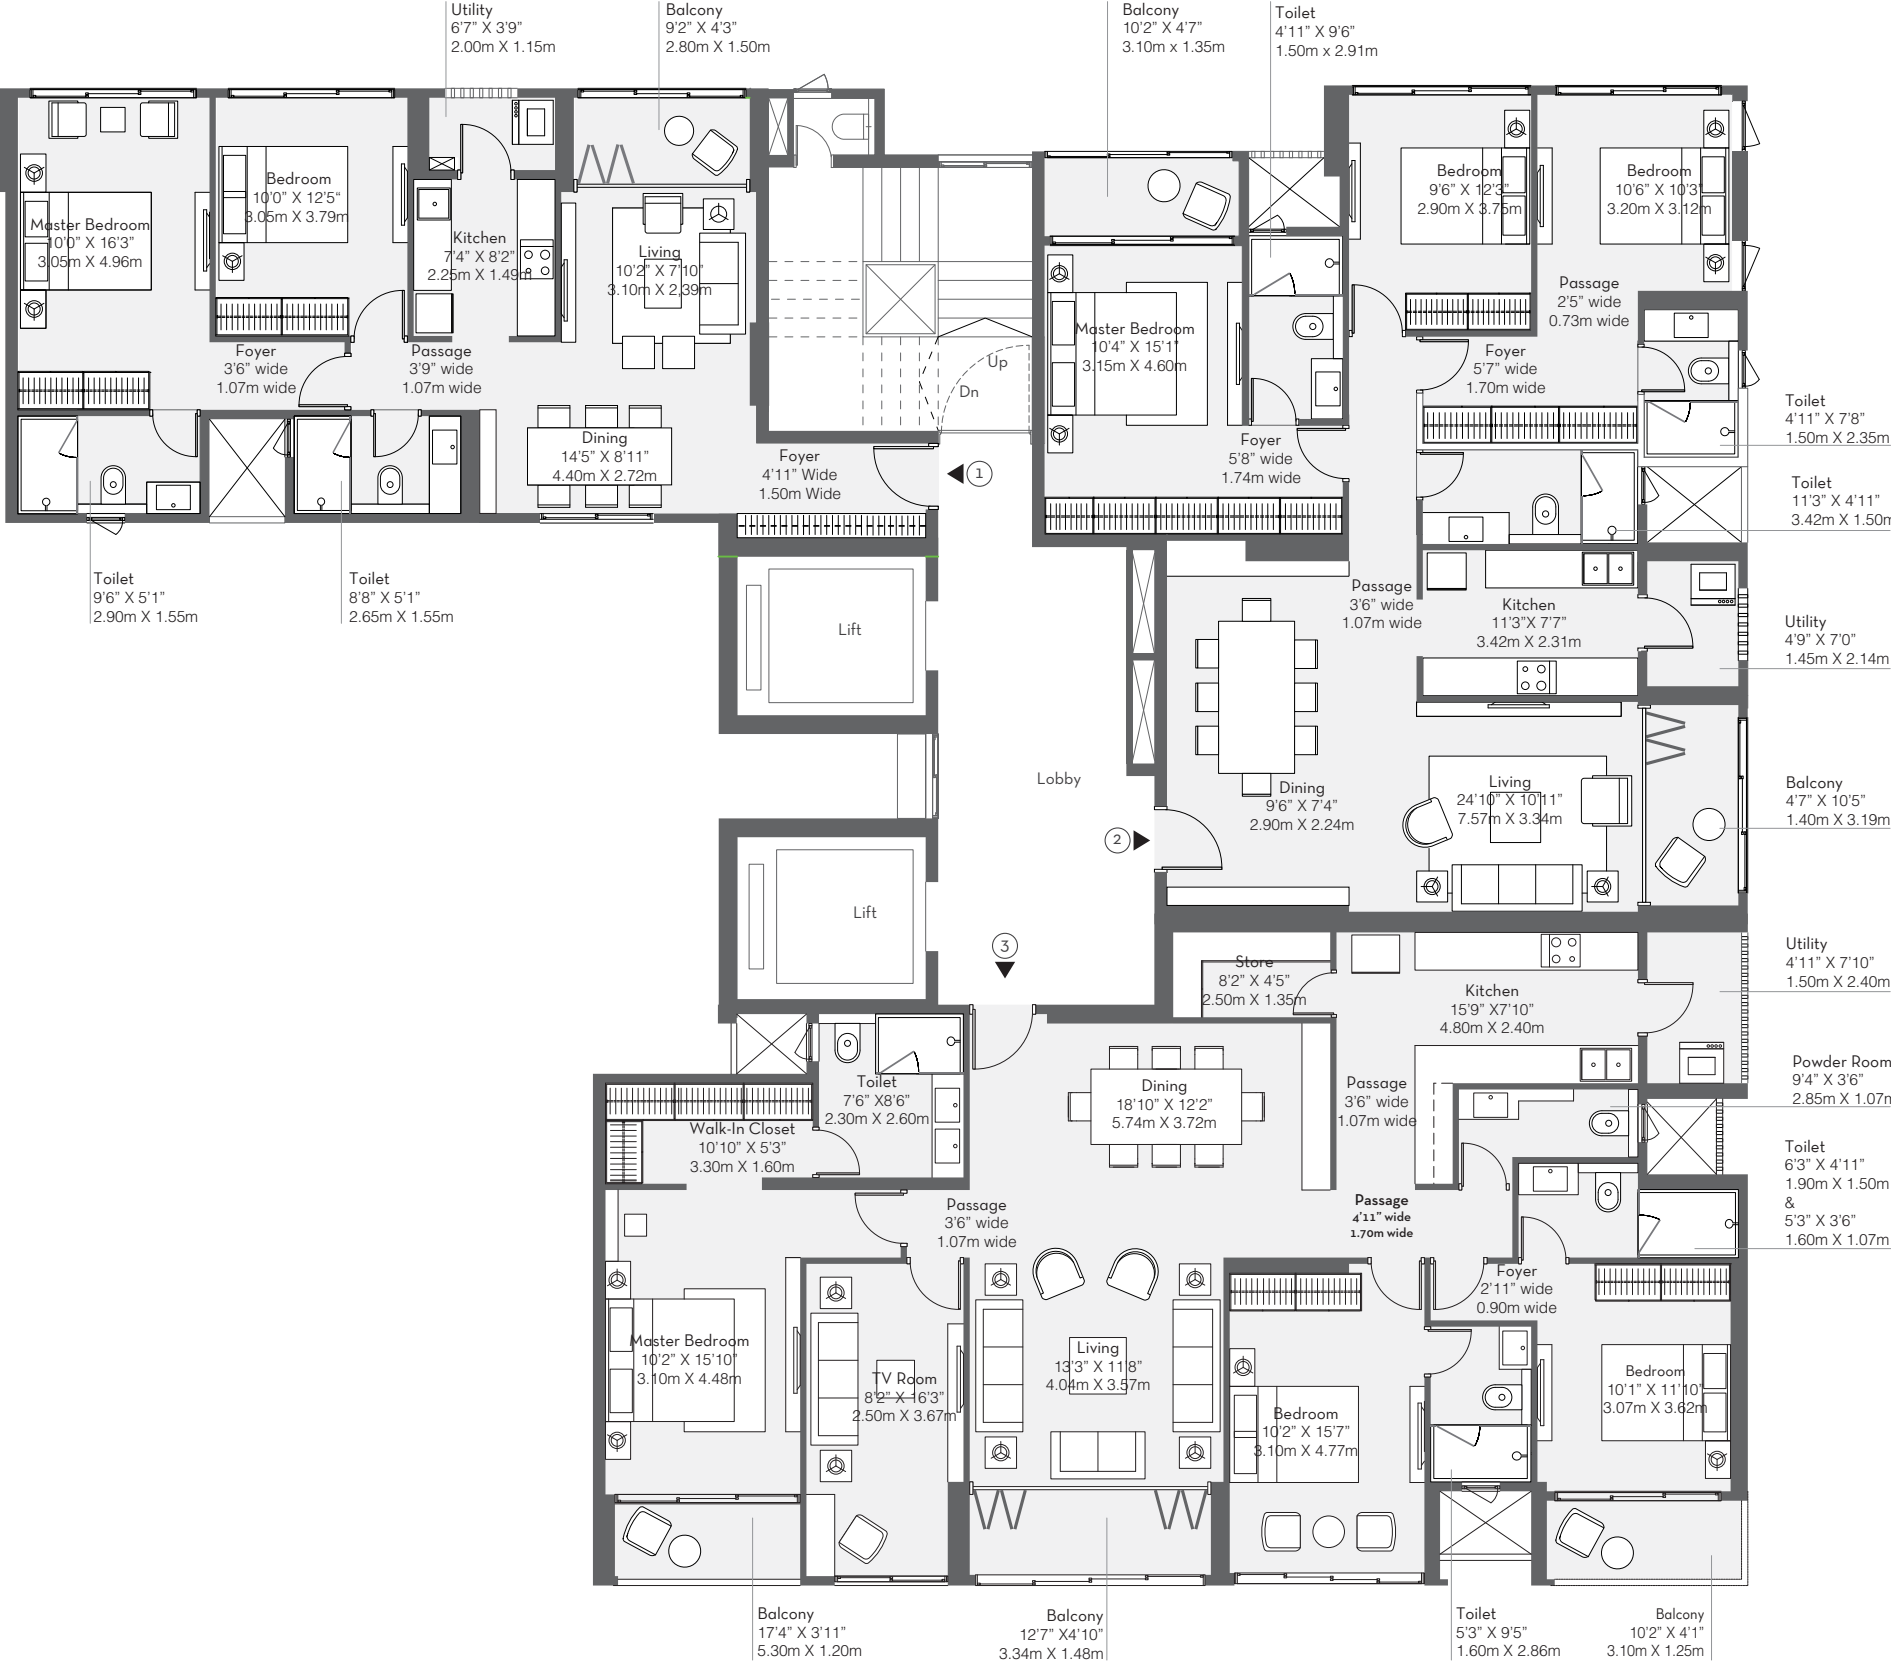 Utility
6'7" X 3'9"
2.00m X 1.15m
Balcony
9'2" X 4'3"
2.80m X 1.50m
Balcony
10'2" X 4'7"
3.10m x 1.35m
Toilet
4'11" X 9'6"
1.50m x 2.91m
Master Bedroom
10'0" X 16'3"
3.05m X 4.96m
Bedroom
10'0" X 12'5"
3.05m X 3.79m
Kitchen
7'4" X 8'2"
2.25m X 1.49m
Living
10'2" X 7'10"
3.10m X 2,39m
Foyer
3'6" wide
1.07m wide
Passage
3'9" wide
1.07m wide
Dining
14'5" X 8'11"
4.40m X 2.72m
Foyer
4'11" Wide
1.50m Wide
1
Up
Dn
Toilet
9'6" X 5'1"
2.90m X 1.55m
Toilet
8'8" X 5'1"
2.65m X 1.55m
Master Bedroom
10'4" X 15'1"
3.15m X 4.60m
Foyer
5'8" wide
1.74m wide
Bedroom
9'6" X 12'3"
2.90m X 3.75m
Bedroom
10'6" X 10'3"
3.20m X 3.12m
Passage
2'5" wide
0.73m wide
Foyer
5'7" wide
1.70m wide
Toilet
4'11" X 7'8"
1.50m X 2.35m
Toilet
11'3" X 4'11"
3.42m X 1.50m
Passage
3'6" wide
1.07m wide
Kitchen
11'3"X 7'7"
3.42m X 2.31m
Utility
4'9" X 7'0"
1.45m X 2.14m
Dining
9'6" X 7'4"
2.90m X 2.24m
Living
24'10" X 10'11"
7.57m X 3.34m
Balcony
4'7" X 10'5"
1.40m X 3.19m
Lift
Lobby
2
Lift
3
Store
8'2" X 4'5"
2.50m X 1.35m
Kitchen
15'9" X7'10"
4.80m X 2.40m
Utility
4'11" X 7'10"
1.50m X 2.40m
Powder Room
9'4" X 3'6"
2.85m X 1.07m
Toilet
6'3" X 4'11"
1.90m X 1.50m
&
5'3" X 3'6"
1.60m X 1.07m
Toilet
7'6" X8'6"
2.30m X 2.60m
Walk-In Closet
10'10" X 5'3"
3.30m X 1.60m
Dining
18'10" X 12'2"
5.74m X 3.72m
Passage
3'6" wide
1.07m wide
Passage
3'6" wide
1.07m wide
Passage
4'11" wide
1.70m wide
Foyer
2'11" wide
0.90m wide
Master Bedroom
10'2" X 15'10"
3.10m X 4.48m
TV Room
8'2" X 16'3"
2.50m X 3.67m
Living
13'3" X 11'8"
4.04m X 3.57m
Bedroom
10'2" X 15'7"
3.10m X 4.77m
Bedroom
10'1" X 11'10"
3.07m X 3.62m
Balcony
17'4" X 3'11"
5.30m X 1.20m
Balcony
12'7" X4'10"
3.34m X 1.48m
Toilet
5'3" X 9'5"
1.60m X 2.86m
Balcony
10'2" X 4'1"
3.10m X 1.25m